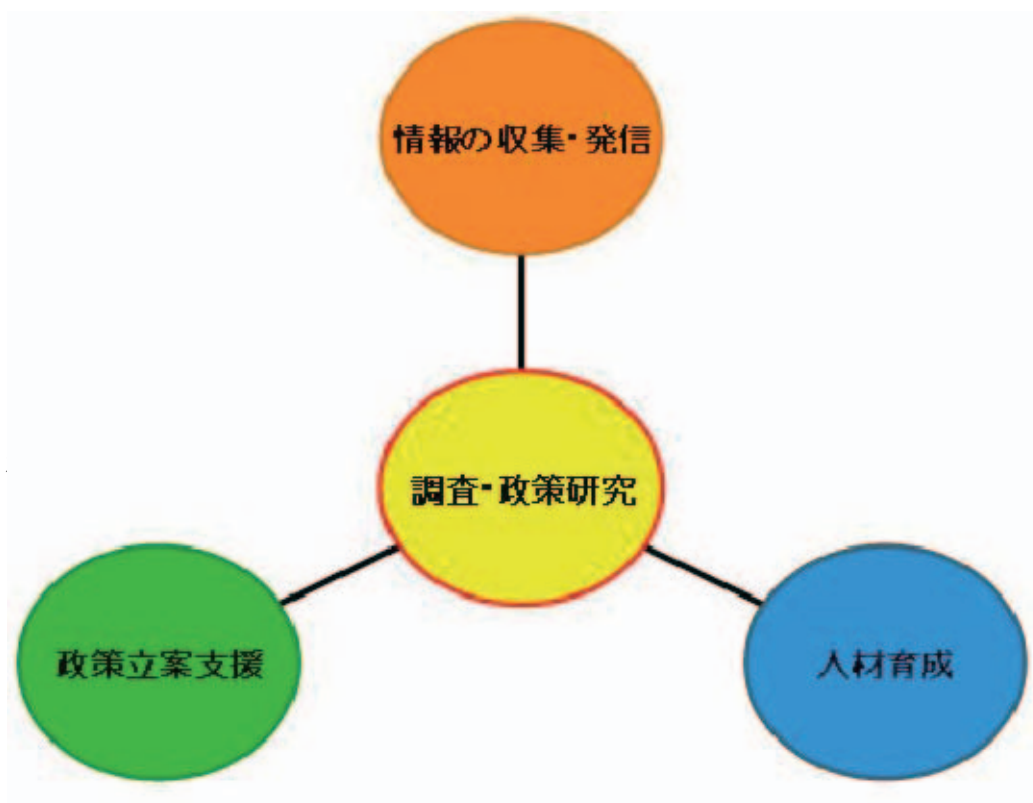 情報の収集・発信
調査・政策研究
政策立案支援
人材育成